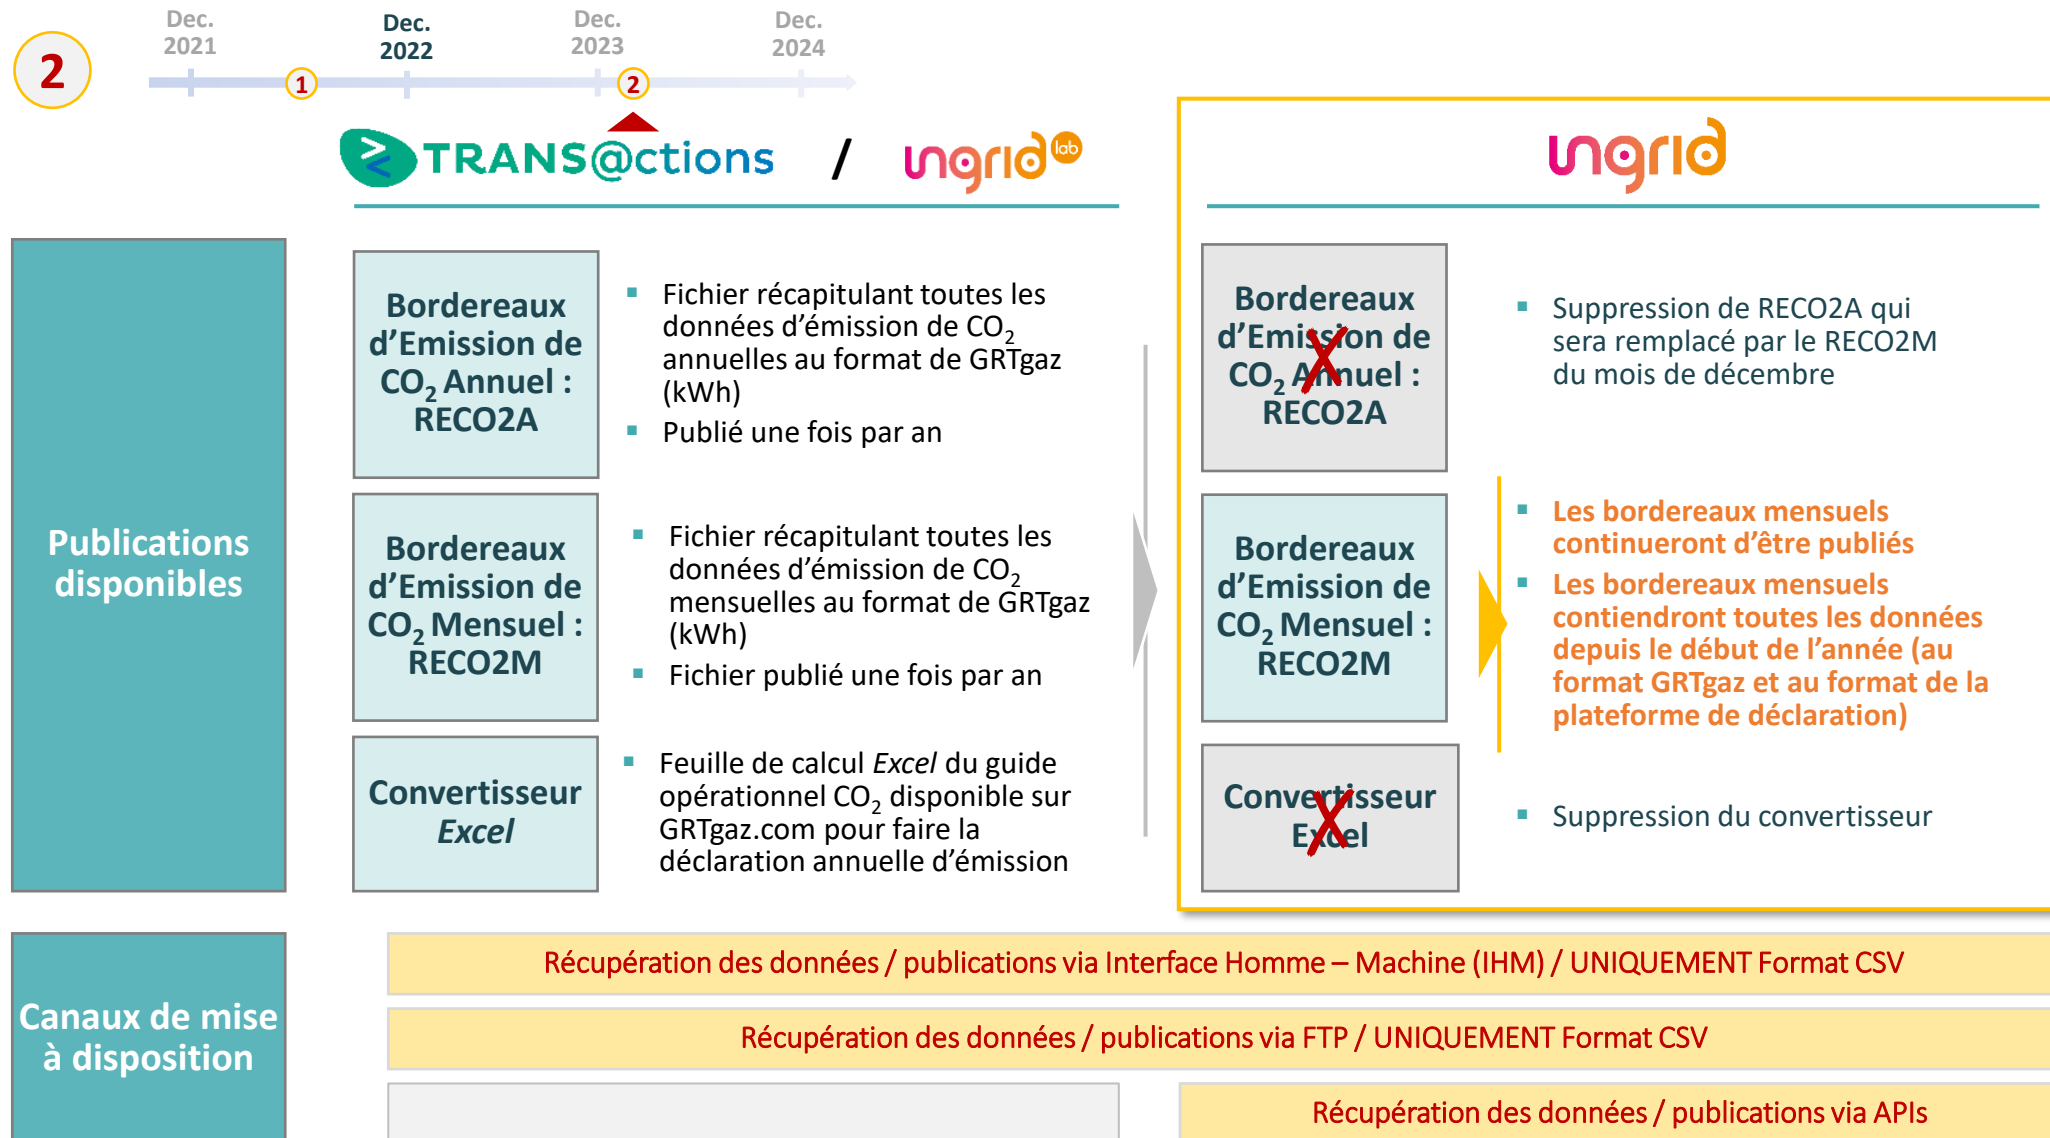 2
Dec.
2021
Dec.
2022
Dec.
2023
Dec.
2024
1
2
TRANS@ctions
/
ingrid lab
ingrid
Publications
disponibles
Bordereaux
d’Emission de
CO2 Annuel :
RECO2A
Fichier récapitulant toutes les
données d’émission de CO2
annuelles au format de GRTgaz
(kWh)
Publié une fois par an
Bordereaux
d’Emission de
CO2 Annuel :
RECO2A
X
Suppression de RECO2A qui
sera remplacé par le RECO2M
du mois de décembre
Bordereaux
d’Emission de
CO2 Mensuel :
RECO2M
Fichier récapitulant toutes les
données d’émission de CO2
mensuelles au format de GRTgaz
(kWh)
Fichier publié une fois par an
Bordereaux
d’Emission de
CO2 Mensuel :
RECO2M
Les bordereaux mensuels
continueront d’être publiés
Les bordereaux mensuels
contiendront toutes les données
depuis le début de l’année (au
format GRTgaz et au format de la
plateforme de déclaration)
Convertisseur
Excel
Feuille de calcul Excel du guide
opérationnel CO2 disponible sur
GRTgaz.com pour faire la
déclaration annuelle d’émission
Convertisseur
Excel
X
Suppression du convertisseur
Canaux de mise
à disposition
Récupération des données / publications via Interface Homme – Machine (IHM) / UNIQUEMENT Format CSV
Récupération des données / publications via FTP / UNIQUEMENT Format CSV
Récupération des données / publications via APIs